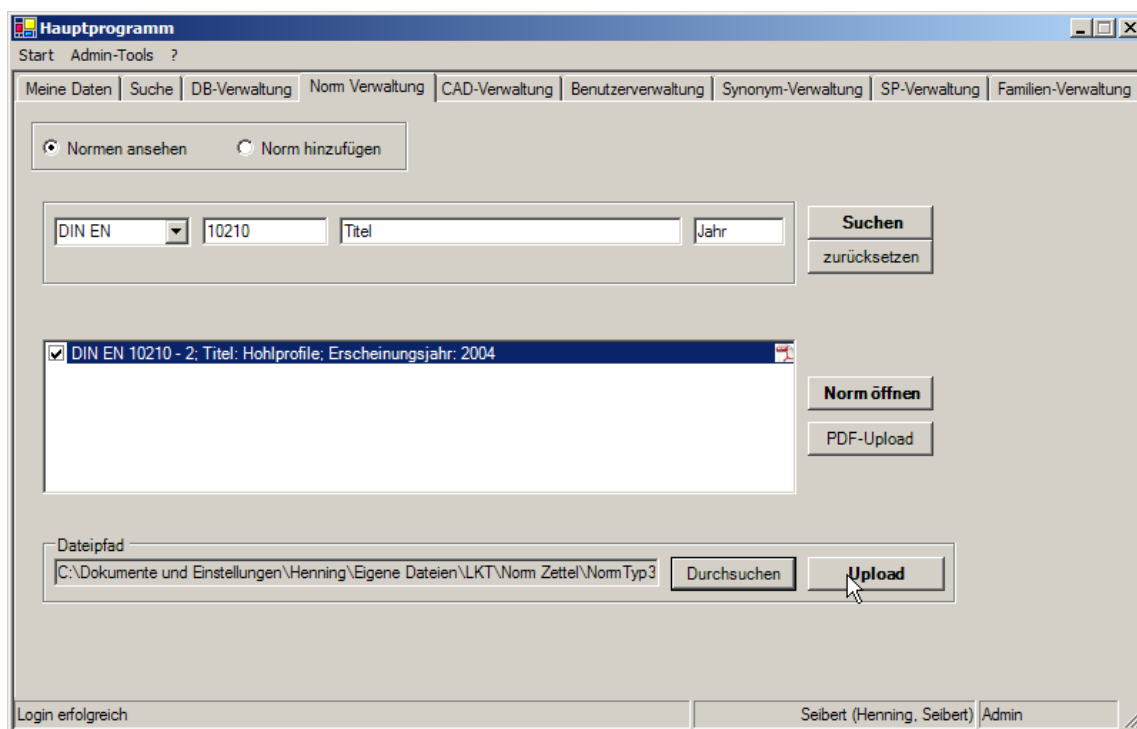 Hauptprogramm
Start Admin-Tools ?
Meine Daten Suche DB-Verwaltung Norm Verwaltung CAD-Verwaltung Benutzerverwaltung Synonym-Verwaltung SP-Verwaltung Familien-Verwaltung
Normen ansehen Norm hinzufügen
DIN EN 10210 Titel Jahr Suchen
zurücksetzen
DIN EN 10210 - 2; Titel: Hohlprofile; Erscheinungsjahr: 2004
Norm öffnen
PDF-Upload
Dateipfad
C:\Dokumente und Einstellungen\Henning\Eigene Dateien\LKT\Norm Zettel\NormTyp3 Durchsuchen Upload
Login erfolgreich Seibert (Henning, Seibert) Admin